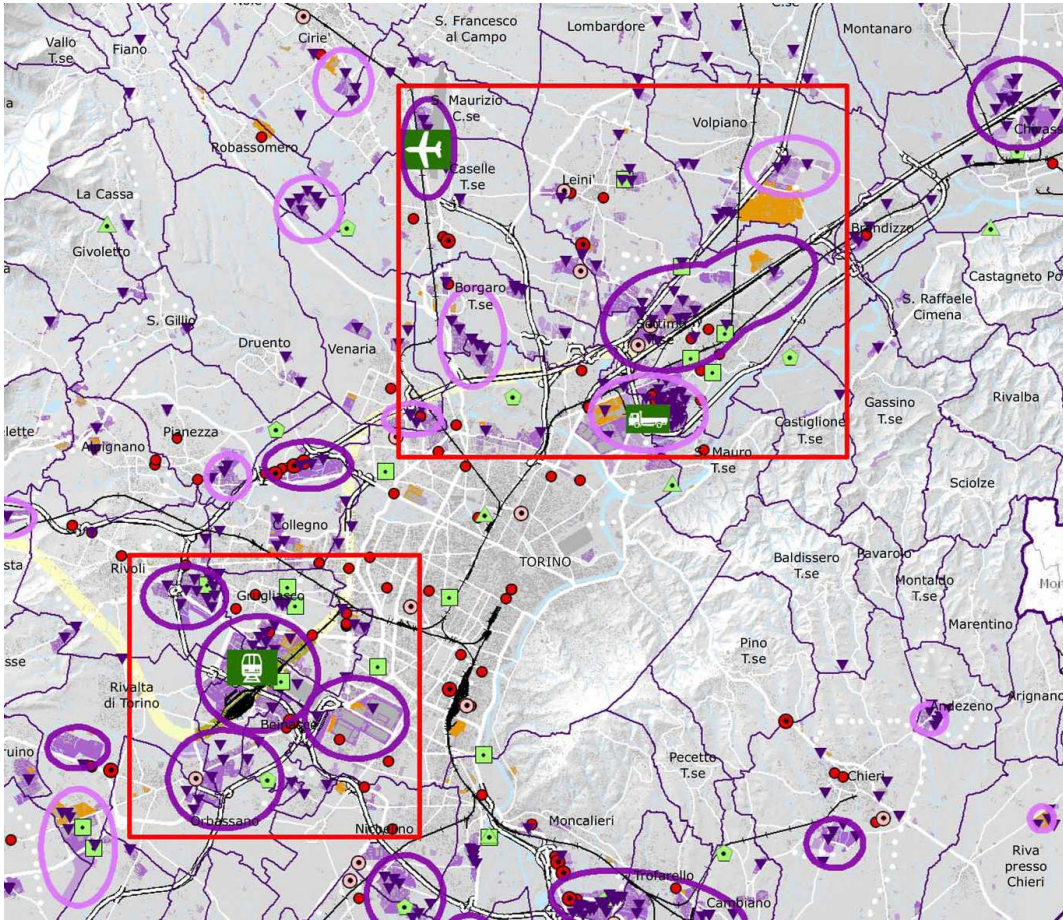 Cirie'
S. Francesco
al Campo
Lombardore
Montanaro
Vallo
T.se
Fiano
S. Maurizio
C.se
Volpiano
Robassomero
Caselle
T.se
Leini'
La Cassa
Givoletto
Brandizzo
Castagneto Po
S. Raffaele
Cimena
Borgaro
T.se
S. Gillio
Druento
Venaria
Settimo
T.se
Gassino
T.se
Rivalba
Pianezza
Alpignano
Castiglione
T.se
S. Mauro
T.se
Sciolze
Collegno
TORINO
Baldissero
T.se
Pavarolo
Rivoli
Montaldo
T.se
Grugliasco
Marentino
Pino
T.se
Rivalta
di Torino
Andezeno
Arignano
Beinasco
Pecetto
T.se
Chieri
Orbassano
Nichelino
Moncalieri
Riva
presso
Chieri
Trofarello
Cambiano